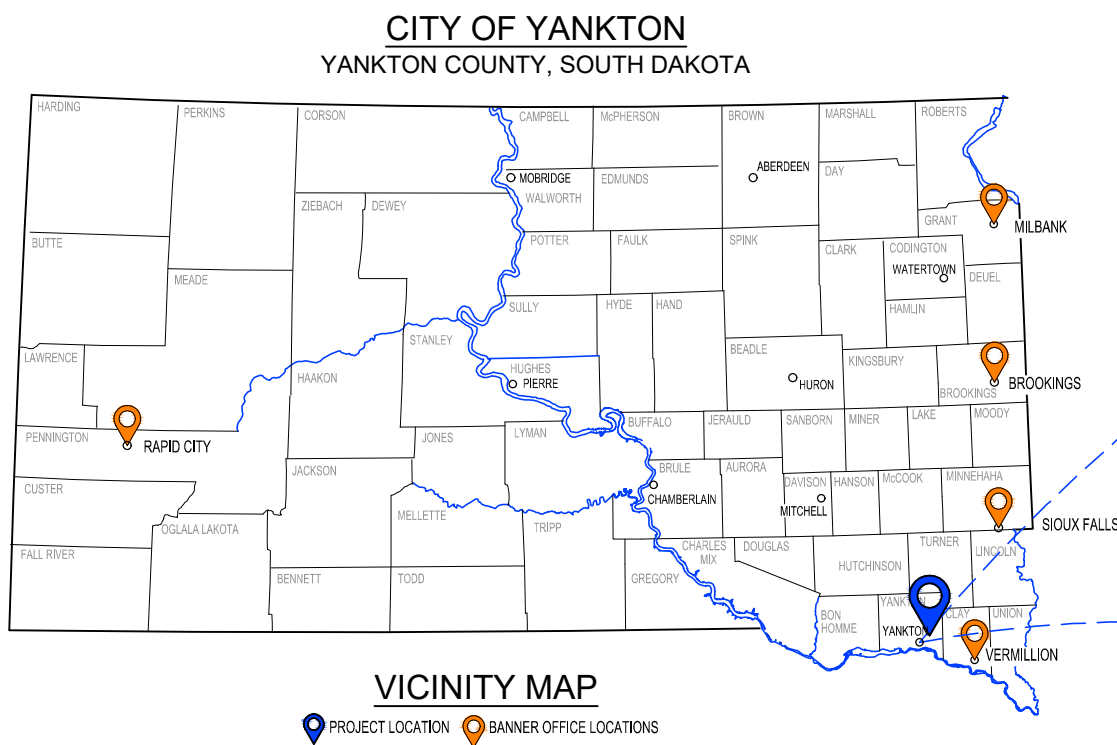 CITY OF YANKTON
YANKTON COUNTY, SOUTH DAKOTA
HARDING
PERKINS
CORSON
CAMPBELL
McPHERSON
BROWN
MARSHALL
ROBERTS
MOBRIDGE
ABERDEEN
EDMUNDS
DAY
WALWORTH
ZIEBACH
DEWEY
GRANT
MILBANK
BUTTE
POTTER
FAULK
SPINK
CLARK
CODINGTON
WATERTOWN
DEUEL
MEADE
SULLY
HYDE
HAND
HAMLIN
STANLEY
LAWRENCE
HAAKON
HUGHES
PIERRE
BEADLE
HURON
KINGSBURY
BROOKINGS
BROOKINGS
PENNINGTON
RAPID CITY
JONES
LYMAN
BUFFALO
JERAULD
SANBORN
MINER
LAKE
MOODY
JACKSON
BRULE
AURORA
DAVISON
HANSON
McCOOK
MINNEHAHA
CUSTER
CHAMBERLAIN
MITCHELL
MELLETTE
OGLALA LAKOTA
TRIPP
SIOUX FALLS
FALL RIVER
CHARLES
MIX
DOUGLAS
TURNER
LINCOLN
HUTCHINSON
BENNETT
TODD
GREGORY
YANKTON
BON
HOMME
CLAY
UNION
YANKTON
VERMILLION
VICINITY MAP
PROJECT LOCATION
BANNER OFFICE LOCATIONS